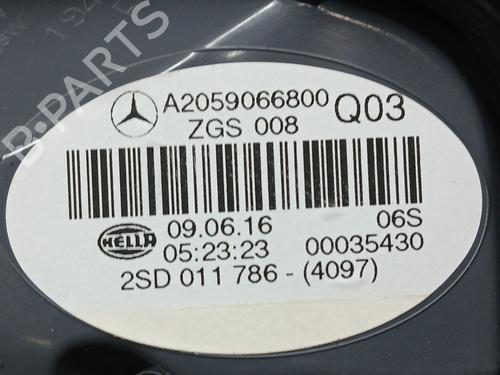 B-PARTS
A2059066800 Q03
ZGS 008
HELLA
09.06.16 06S
05:23:23 00035430
2SD 011 786 - (4097)